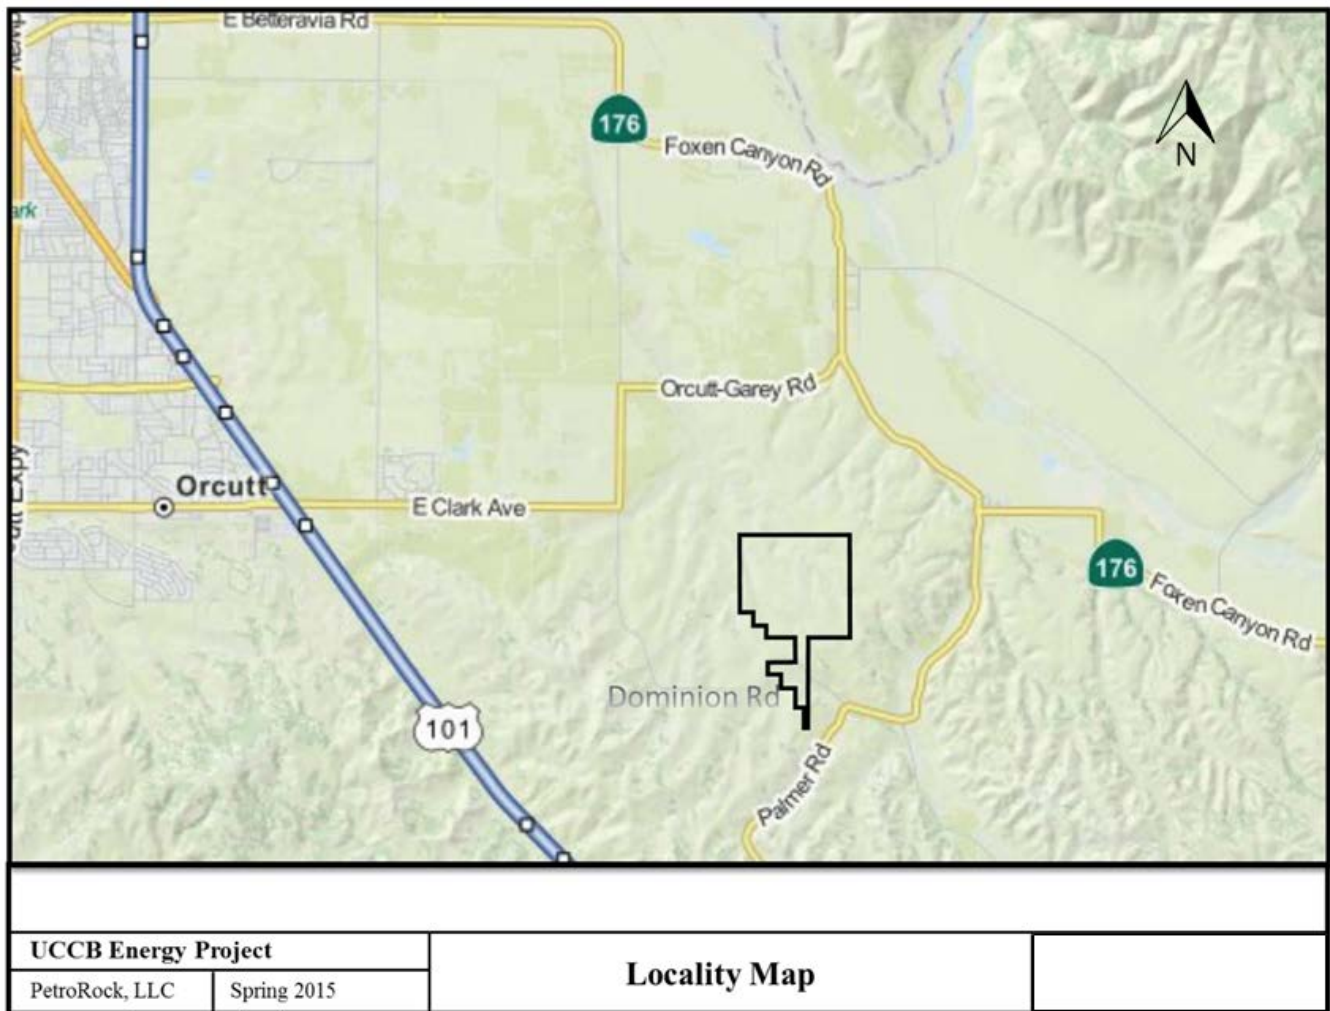 E Betteravia Rd
176
Foxen Canyon Rd
N
ark
Orcutt-Garey Rd
Orcutt
E Clark Ave
176
Foxen Canyon Rd
Dominion Rd
101
Palmer Rd
UCCB Energy Project
PetroRock, LLC
Spring 2015
Locality Map